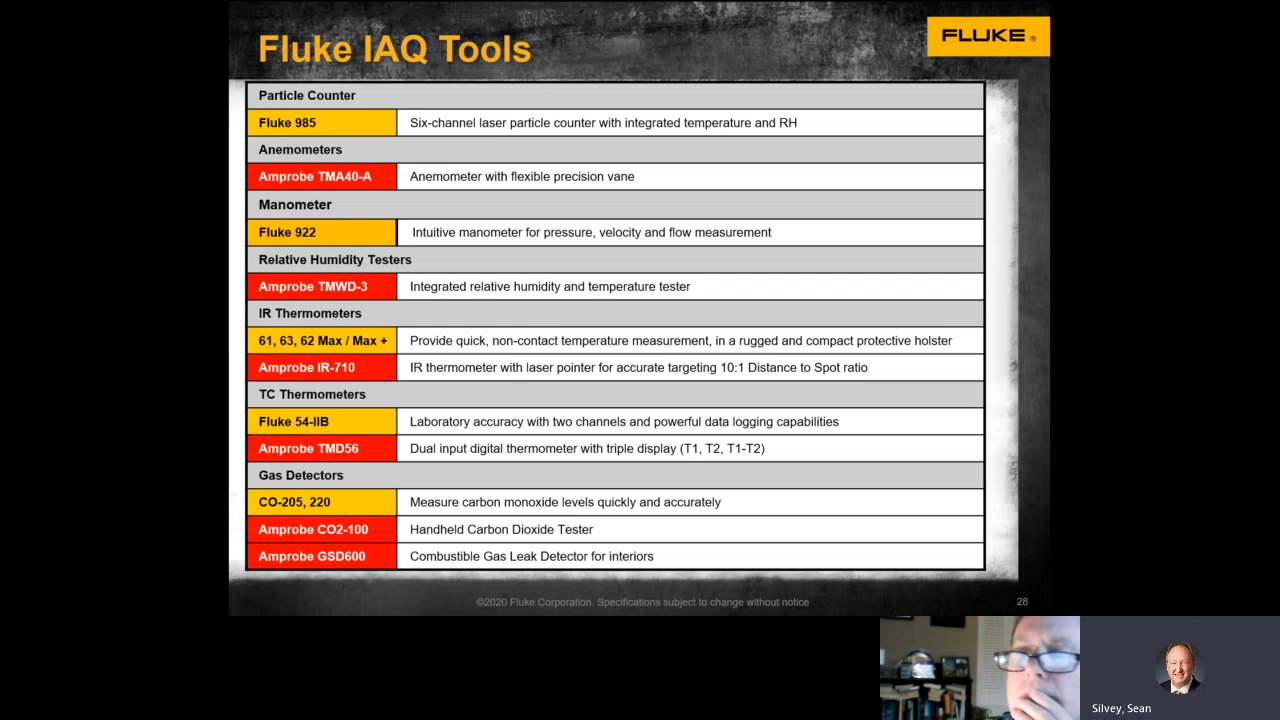 Fluke IAQ Tools
FLUKE ®
Particle Counter
Fluke 985 Six-channel laser particle counter with integrated temperature and RH
Anemometers
Amprobe TMA40-A Anemometer with flexible precision vane
Manometer
Fluke 922 Intuitive manometer for pressure, velocity and flow measurement
Relative Humidity Testers
Amprobe TMWD-3 Integrated relative humidity and temperature tester
IR Thermometers
61, 63, 62 Max / Max + Provide quick, non-contact temperature measurement, in a rugged and compact protective holster
Amprobe IR-710 IR thermometer with laser pointer for accurate targeting 10:1 Distance to Spot ratio
TC Thermometers
Fluke 54-IIB Laboratory accuracy with two channels and powerful data logging capabilities
Amprobe TMD56 Dual input digital thermometer with triple display (T1, T2, T1-T2)
Gas Detectors
CO-205, 220 Measure carbon monoxide levels quickly and accurately
Amprobe CO2-100 Handheld Carbon Dioxide Tester
Amprobe GSD600 Combustible Gas Leak Detector for interiors
©2020 Fluke Corporation. Specifications subject to change without notice
28
Silvey, Sean